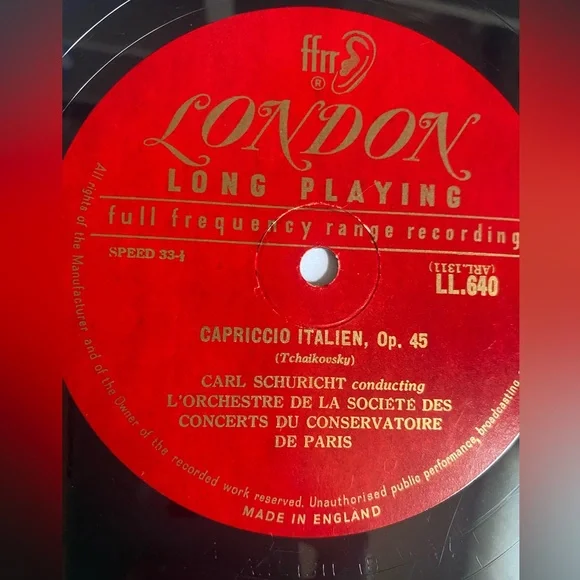 ffrr
®
LONDON
LONG PLAYING
full frequency range recording
SPEED 33-⅓
(ARL.1311)
LL.640
CAPRICCIO ITALIEN, Op. 45
(Tchaikovsky)
CARL SCHURICHT conducting
L'ORCHESTRE DE LA SOCIÉTÉ DES
CONCERTS DU CONSERVATOIRE
DE PARIS
All rights of the Manufacturer and of the Owner of the recorded work reserved. Unauthorised public performance, broadcasting
MADE IN ENGLAND